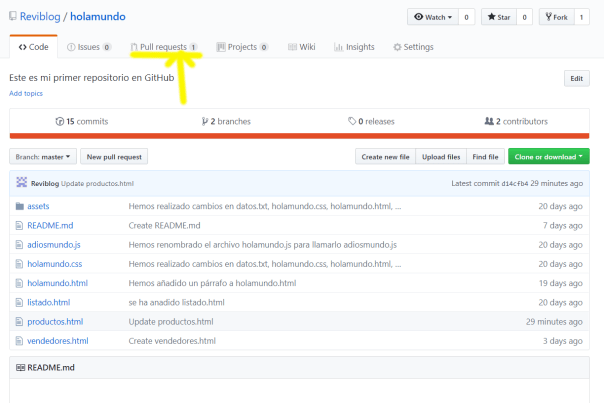 Reviblog / holamundo Watch 0 Star 0 Fork 1
Code Issues 0 Pull requests 1 Projects 0 Wiki Insights Settings
Este es mi primer repositorio en GitHub Edit
Add topics
15 commits 2 branches 0 releases 2 contributors
Branch: master New pull request Create new file Upload files Find file Clone or download
Reviblog Update productos.html Latest commit d14cfb4 29 minutes ago
assets Hemos realizado cambios en datos.txt, holamundo.css, holamundo.html, ... 20 days ago
README.md Create README.md 7 days ago
adiosmundo.js Hemos renombrado el archivo holamundo.js para llamarlo adiosmundo.js 20 days ago
holamundo.css Hemos realizado cambios en datos.txt, holamundo.css, holamundo.html, ... 20 days ago
holamundo.html Hemos añadido un párrafo a holamundo.html 19 days ago
listado.html se ha anadido listado.html 20 days ago
productos.html Update productos.html 29 minutes ago
vendedores.html Create vendedores.html 3 days ago
README.md